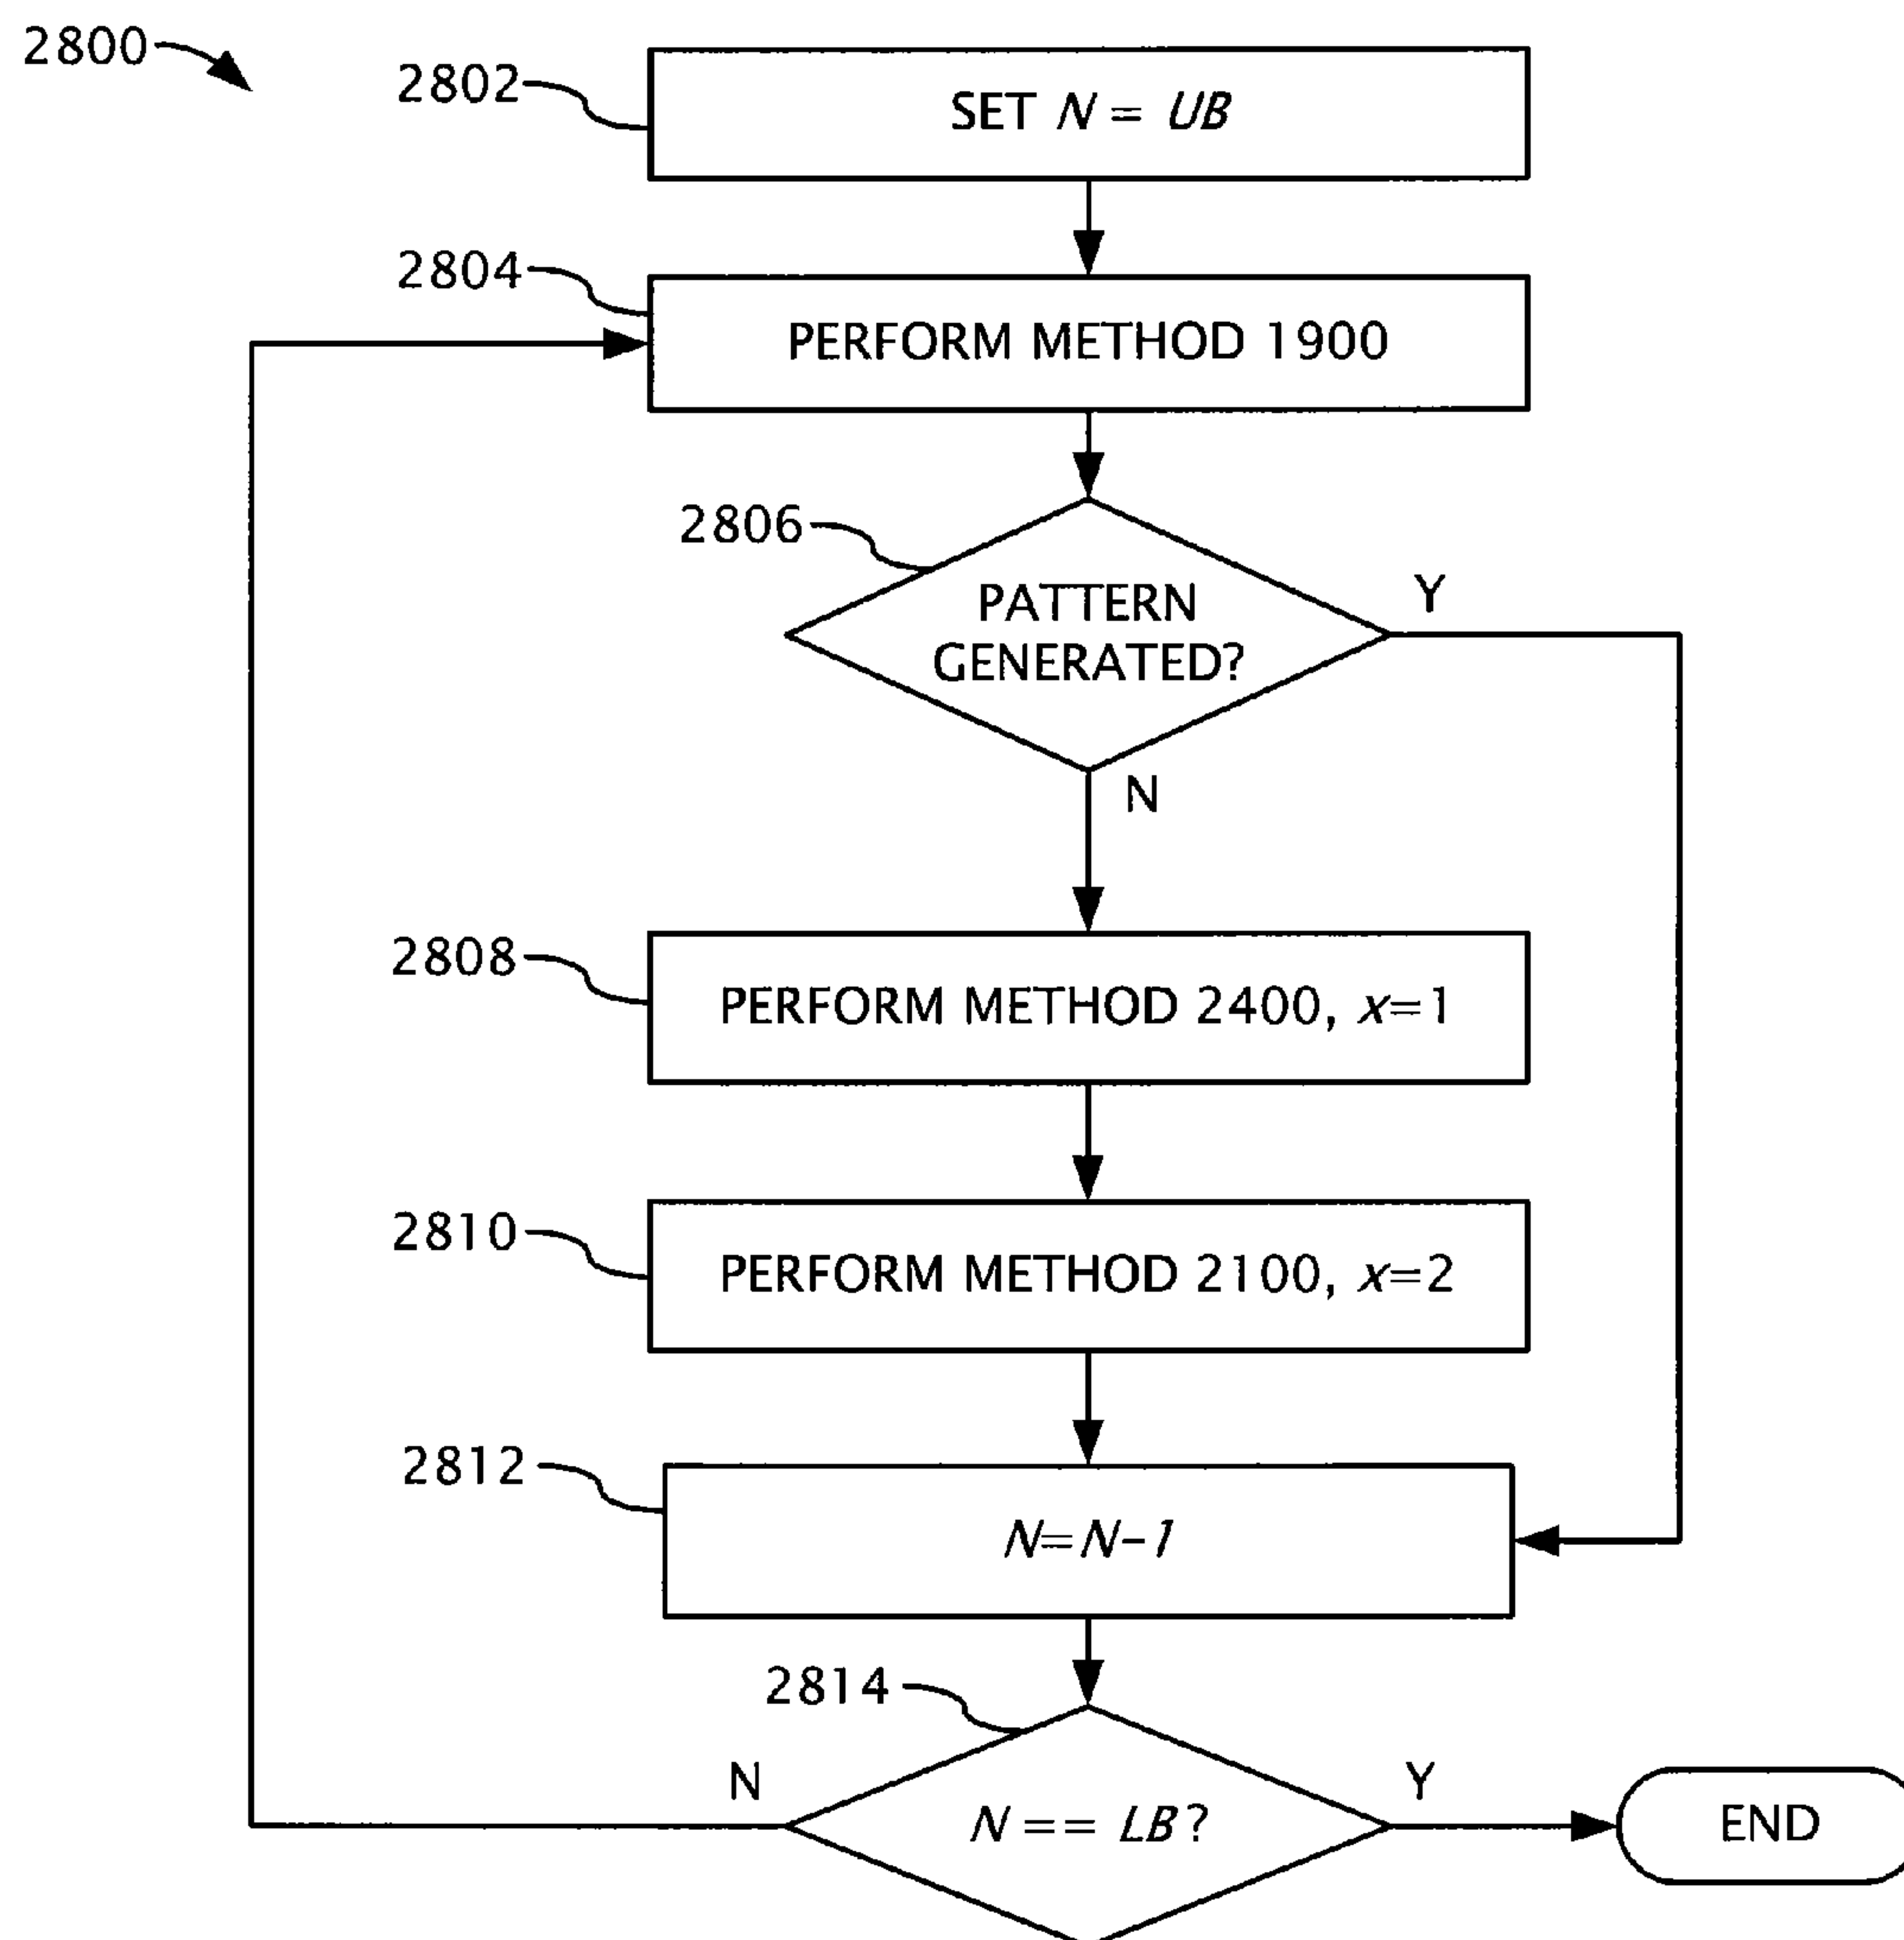 2800
2802
SET N = UB
2804
PERFORM METHOD 1900
2806
PATTERN
GENERATED?
Y
N
2808
PERFORM METHOD 2400, x=1
2810
PERFORM METHOD 2100, x=2
2812
N=N-1
2814
N
N == LB?
Y
END